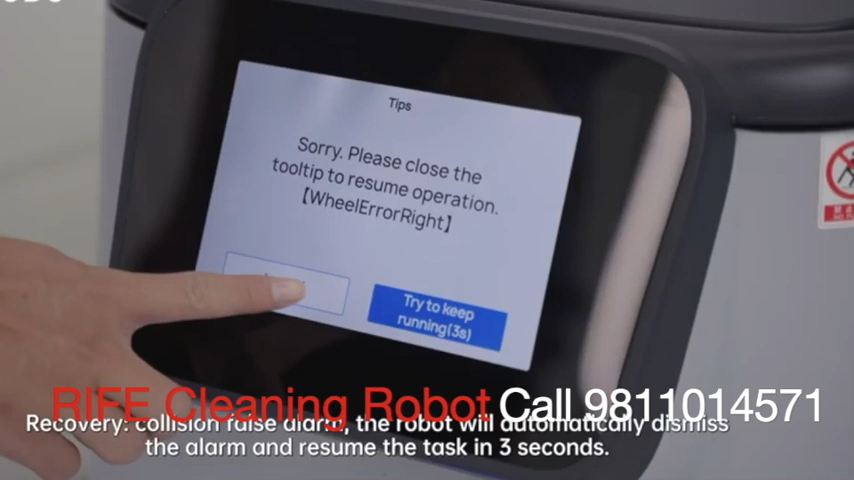 Tips
Sorry. Please close the
tooltip to resume operation.
【WheelErrorRight】
Try to keep
running(3s)
RIFE Cleaning Robot Call 9811014571
Recovery: collision false alarm, the robot will automatically dismiss
the alarm and resume the task in 3 seconds.